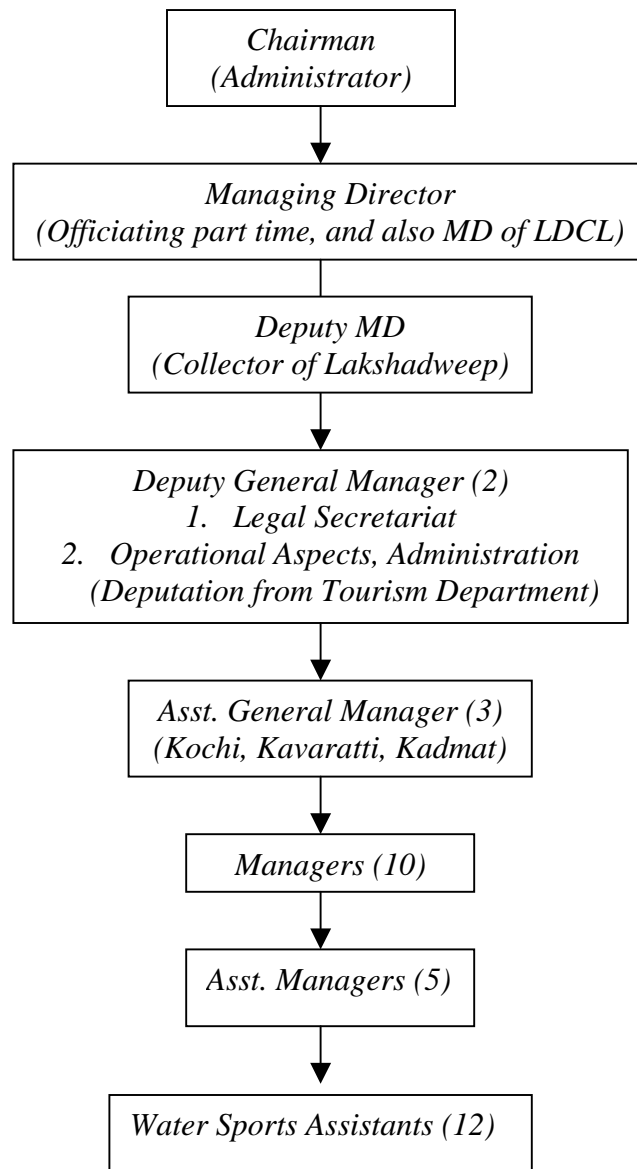 Chairman
(Administrator)
Managing Director
(Officiating part time, and also MD of LDCL)
Deputy MD
(Collector of Lakshadweep)
Deputy General Manager (2)
1. Legal Secretariat
2. Operational Aspects, Administration
(Deputation from Tourism Department)
Asst. General Manager (3)
(Kochi, Kavaratti, Kadmat)
Managers (10)
Asst. Managers (5)
Water Sports Assistants (12)